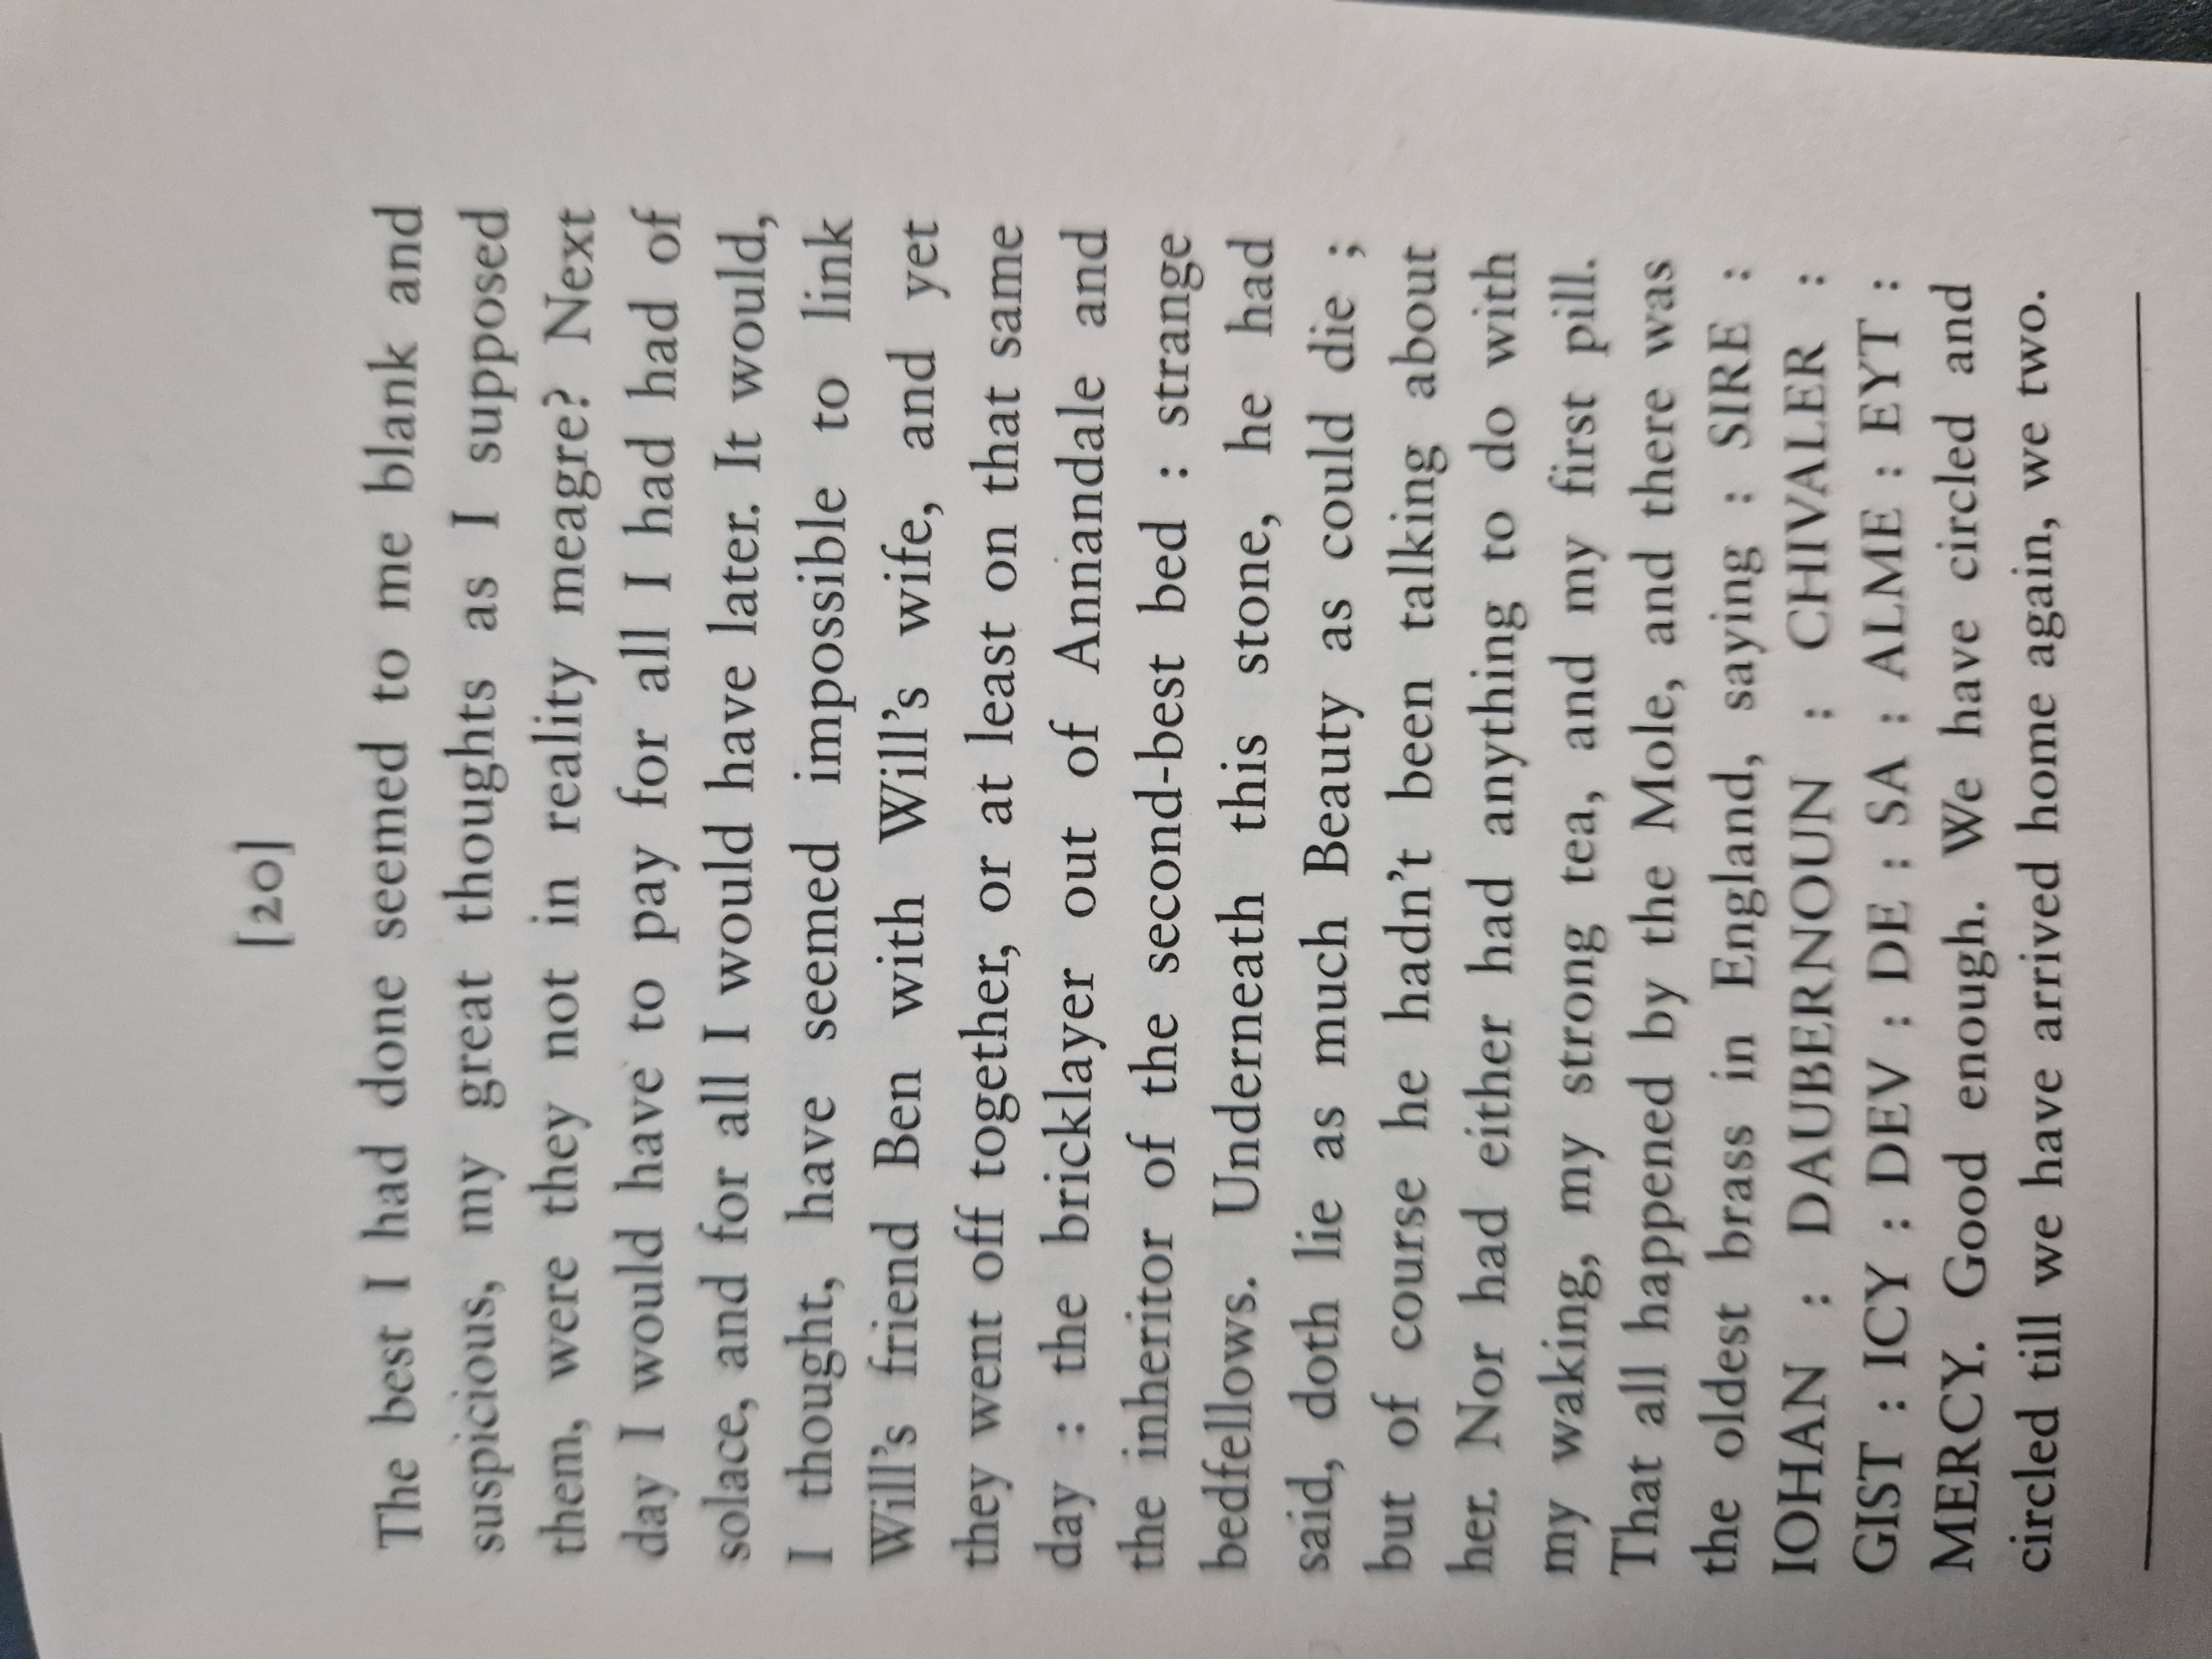 [20]
The best I had done seemed to me blank and
suspicious, my great thoughts as I supposed
them, were they not in reality meagre? Next
day I would have to pay for all I had had of
solace, and for all I would have later. It would,
I thought, have seemed impossible to link
Will's friend Ben with Will's wife, and yet
they went off together, or at least on that same
day : the bricklayer out of Annandale and
the inheritor of the second-best bed : strange
bedfellows. Underneath this stone, he had
said, doth lie as much Beauty as could die ;
but of course he hadn't been talking about
her. Nor had either had anything to do with
my waking, my strong tea, and my first pill.
That all happened by the Mole, and there was
the oldest brass in England, saying : SIRE :
IOHAN : DAUBERNOUN : CHIVALER :
GIST : ICY : DEV : DE : SA : ALME : EYT :
MERCY. Good enough. We have circled and
circled till we have arrived home again, we two.